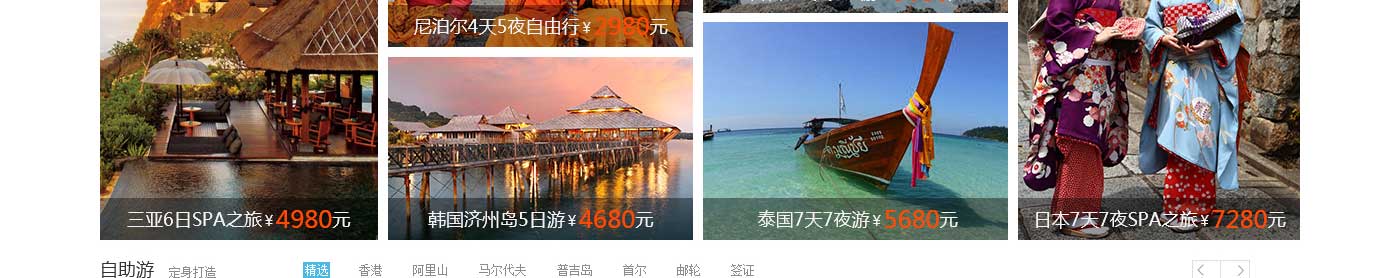 尼泊尔4天5夜自由行¥2980元
三亚6日SPA之旅¥4980元
韩国济州岛5日游¥4680元
泰国7天7夜游¥5680元
日本7天7夜SPA之旅¥7280元
自助游 定身打造 精选 香港 阿里山 马尔代夫 普吉岛 首尔 邮轮 签证